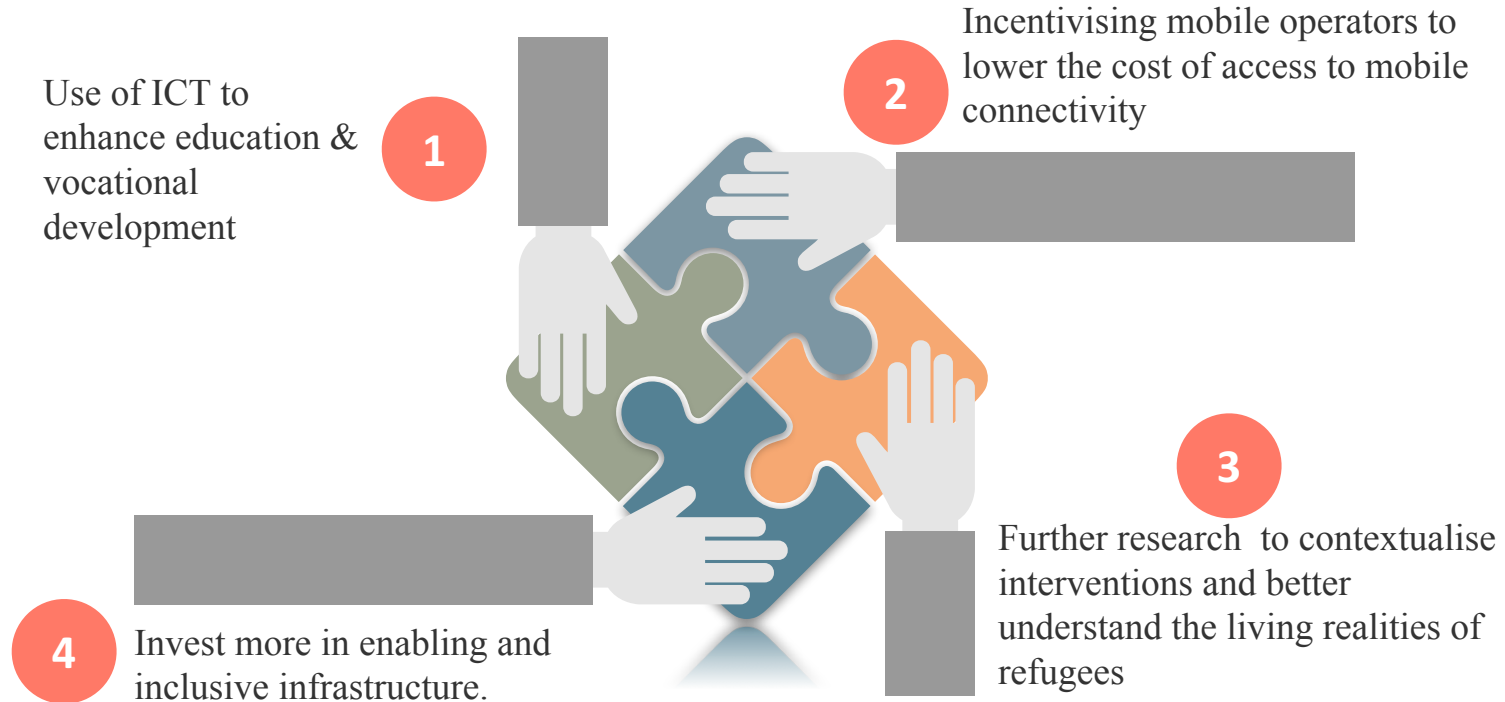 Use of ICT to
enhance education &
vocational
development
1
2
Incentivising mobile operators to
lower the cost of access to mobile
connectivity
3
Further research  to contextualise
interventions and better
understand the living realities of
refugees
4
Invest more in enabling and
inclusive infrastructure.